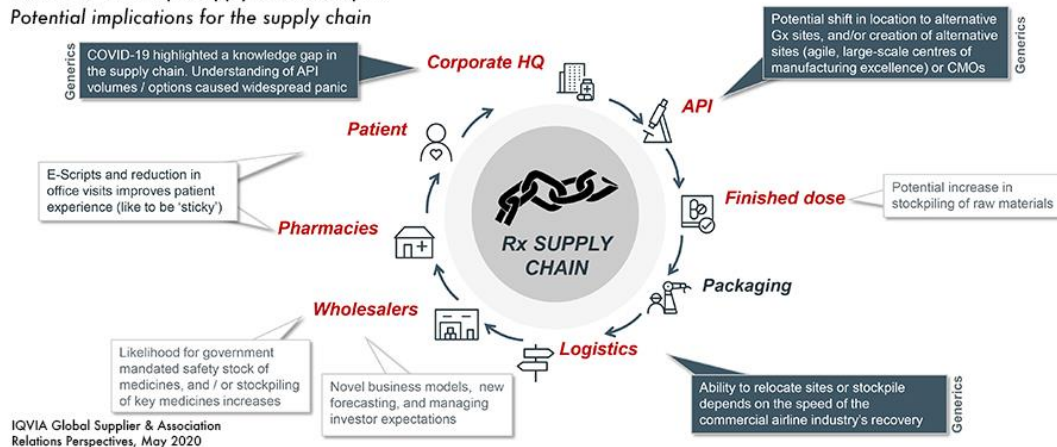 Potential implications for the supply chain
Generics
COVID-19 highlighted a knowledge gap in
the supply chain. Understanding of API
volumes / options caused widespread panic
Corporate HQ
Potential shift in location to alternative
Gx sites, and/or creation of alternative
sites (agile, large-scale centres of
manufacturing excellence) or CMOs
Generics
API
Patient
E-Scripts and reduction in
office visits improves patient
experience (like to be ‘sticky’)
Finished dose
Potential increase in
stockpiling of raw materials
Pharmacies
Rx SUPPLY
CHAIN
Packaging
Wholesalers
Logistics
Likelihood for government
mandated safety stock of
medicines, and / or stockpiling
of key medicines increases
Novel business models, new
forecasting, and managing
investor expectations
Ability to relocate sites or stockpile
depends on the speed of the
commercial airline industry’s recovery
Generics
IQVIA Global Supplier & Association
Relations Perspectives, May 2020